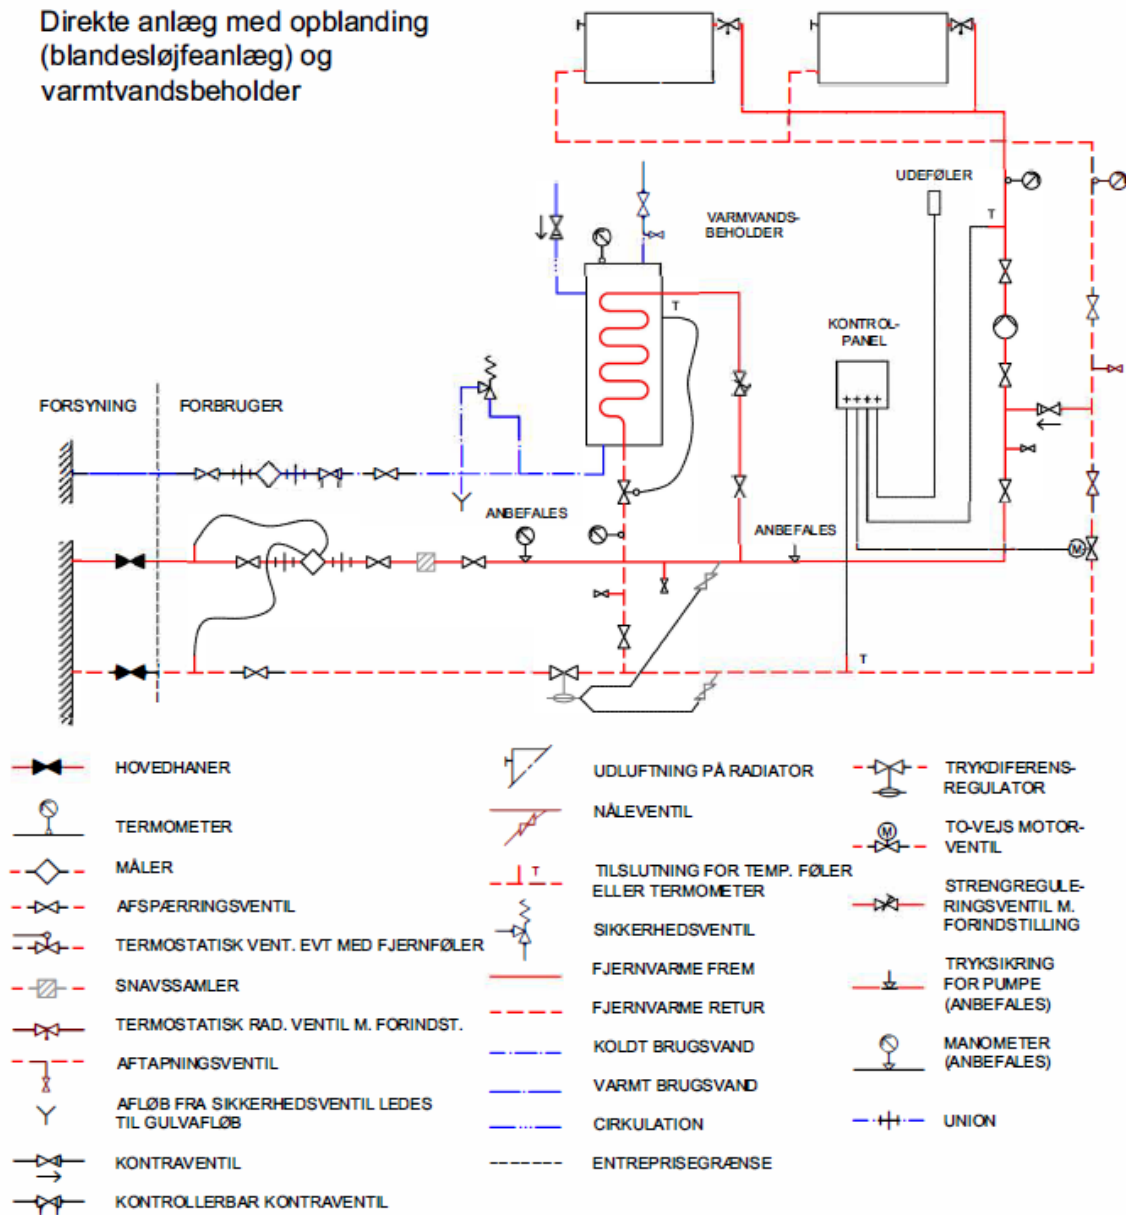 Direkte anlæg med opblanding
(blandesløjfeanlæg) og
varmtvandsbeholder
UDEFØLER
T
VARMVANDS-
BEHOLDER
T
KONTROL-
PANEL
++++
FORSYNING
FORBRUGER
ANBEFALES
ANBEFALES
M
T
HOVEDHANER
TERMOMETER
MÅLER
AFSPÆRRINGSVENTIL
TERMOSTATISK VENT. EVT MED FJERNFØLER
SNAVSSAMLER
TERMOSTATISK RAD. VENTIL M. FORINDST.
AFTAPNINGSVENTIL
AFLØB FRA SIKKERHEDSVENTIL LEDES
TIL GULVAFLØB
KONTRAVENTIL
KONTROLLERBAR KONTRAVENTIL
UDLUFTNING PÅ RADIATOR
NÅLEVENTIL
T
TILSLUTNING FOR TEMP. FØLER
ELLER TERMOMETER
SIKKERHEDSVENTIL
FJERNVARME FREM
FJERNVARME RETUR
KOLDT BRUGSVAND
VARMT BRUGSVAND
CIRKULATION
ENTREPRISEGRÆNSE
TRYKDIFERENS-
REGULATOR
M
TO-VEJS MOTOR-
VENTIL
STRENGREGULE-
RINGSVENTIL M.
FORINDSTILLING
TRYKSIKRING
FOR PUMPE
(ANBEFALES)
MANOMETER
(ANBEFALES)
UNION